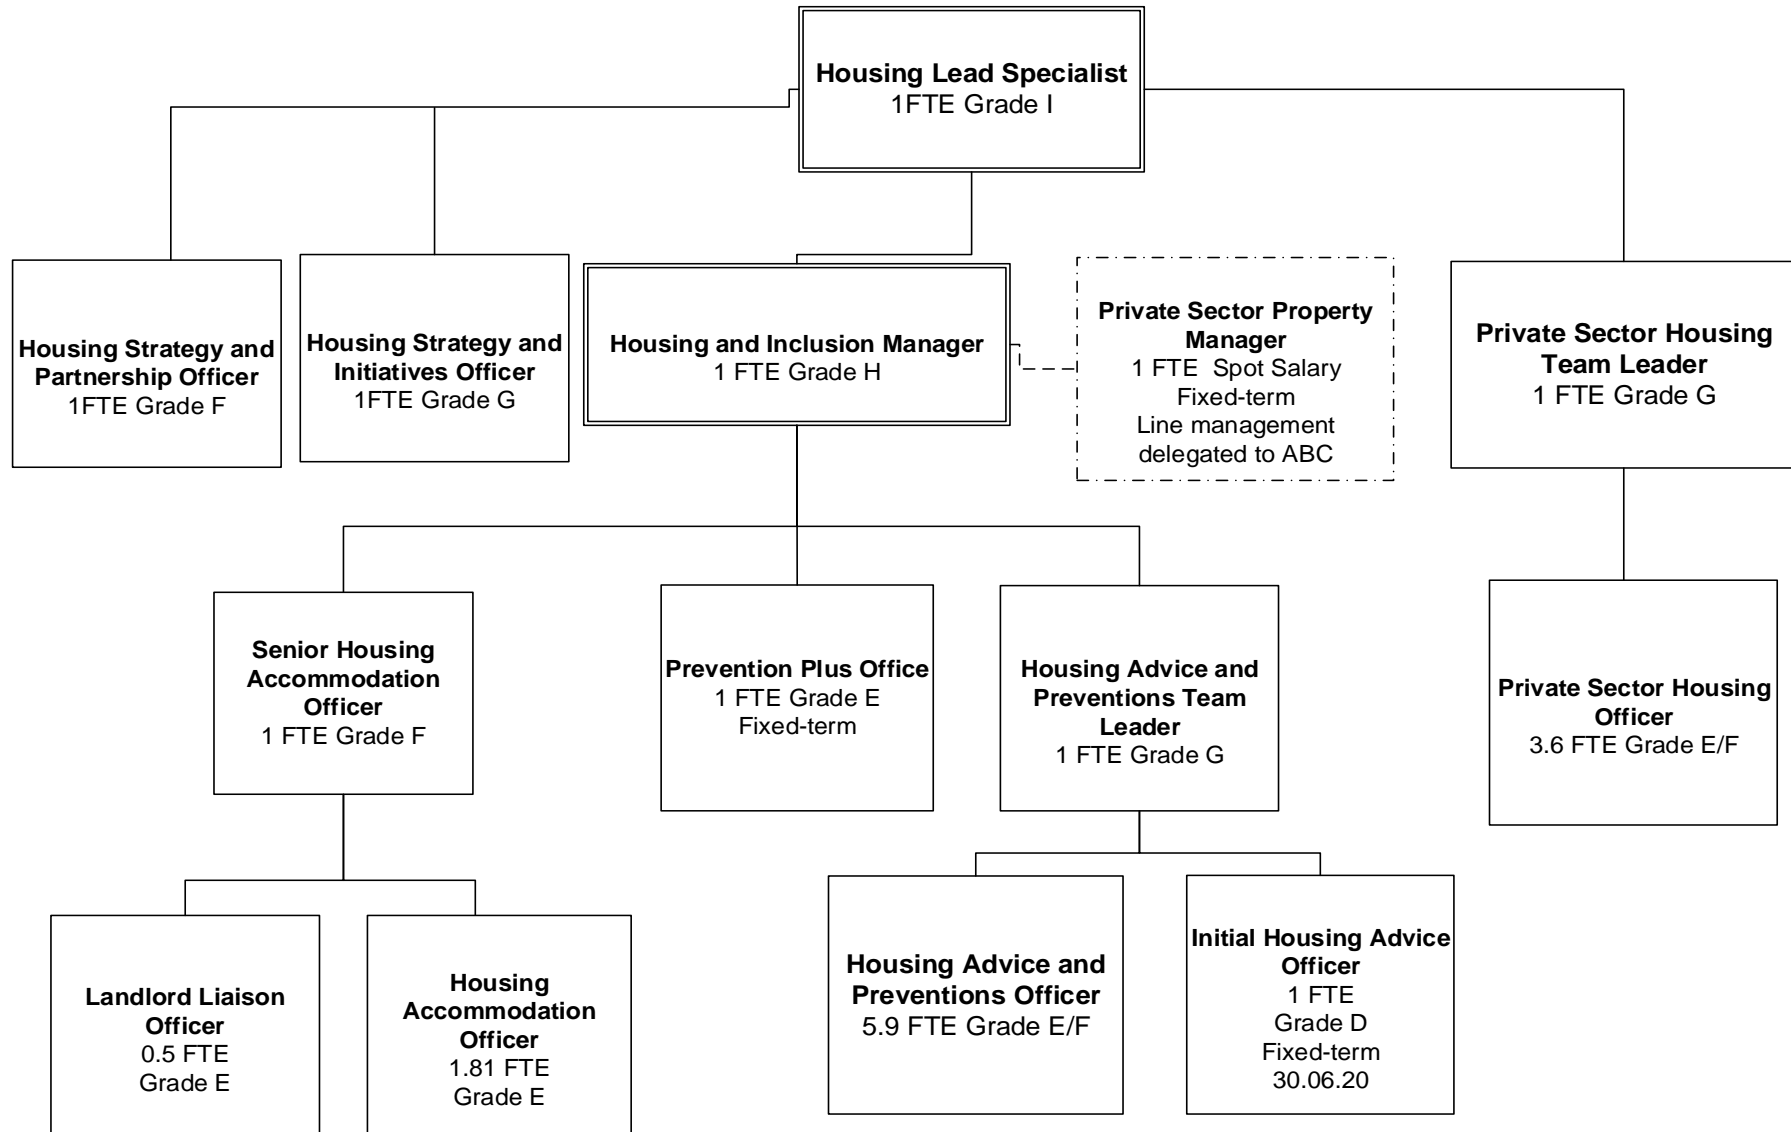 Housing Lead Specialist
1FTE Grade I
Housing Strategy and
Partnership Officer
1FTE Grade F
Housing Strategy and
Initiatives Officer
1FTE Grade G
Housing and Inclusion Manager
1 FTE Grade H
Private Sector Property
Manager
1 FTE  Spot Salary
Fixed-term
Line management
delegated to ABC
Private Sector Housing
Team Leader
1 FTE Grade G
Senior Housing
Accommodation
Officer
1 FTE Grade F
Prevention Plus Office
1 FTE Grade E
Fixed-term
Housing Advice and
Preventions Team
Leader
1 FTE Grade G
Private Sector Housing
Officer
3.6 FTE Grade E/F
Landlord Liaison
Officer
0.5 FTE
Grade E
Housing
Accommodation
Officer
1.81 FTE
Grade E
Housing Advice and
Preventions Officer
5.9 FTE Grade E/F
Initial Housing Advice
Officer
1 FTE
Grade D
Fixed-term
30.06.20